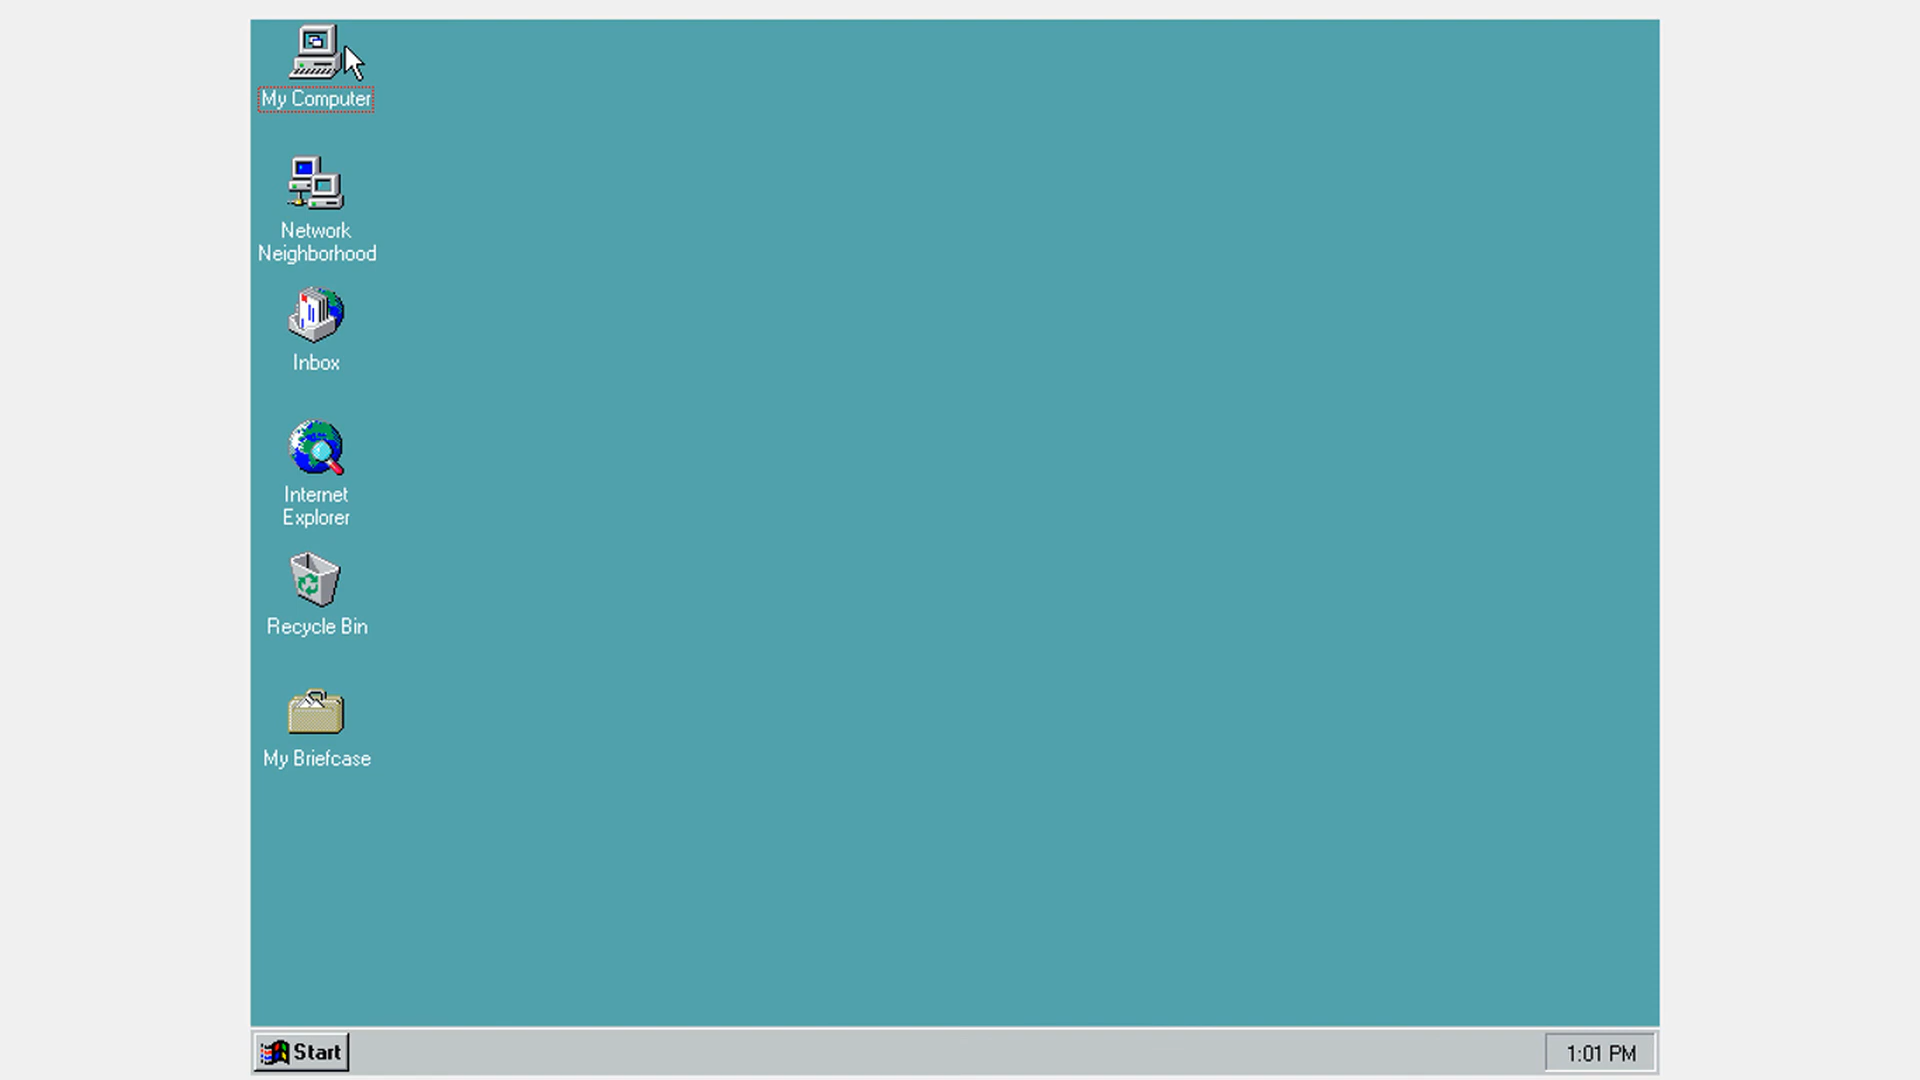 My Computer
Network
Neighborhood
Inbox
Internet
Explorer
Recycle Bin
My Briefcase
Start
1:01 PM